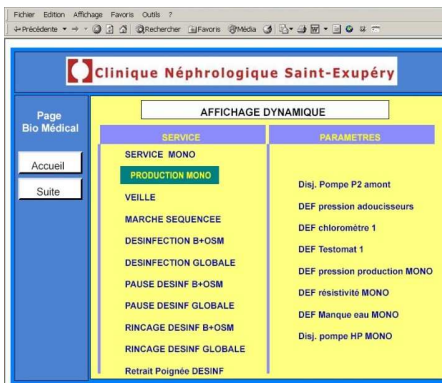 Fichier Edition Affichage Favoris Outils ?
Précédente Rechercher Favoris Média
Clinique Néphrologique Saint-Exupéry
Page
Bio Médical
Accueil
Suite
AFFICHAGE DYNAMIQUE
SERVICE
SERVICE MONO
PRODUCTION MONO
VEILLE
MARCHE SEQUENCEE
DESINFECTION B+OSM
DESINFECTION GLOBALE
PAUSE DESINF B+OSM
PAUSE DESINF GLOBALE
RINCAGE DESINF B+OSM
RINCAGE DESINF GLOBALE
Retrait Poignée DESINF
PARAMETRES
Disj. Pompe P2 amont
DEF pression adoucisseurs
DEF chloromètre 1
DEF Testomat 1
DEF pression production MONO
DEF résistivité MONO
DEF Manque eau MONO
Disj. pompe HP MONO